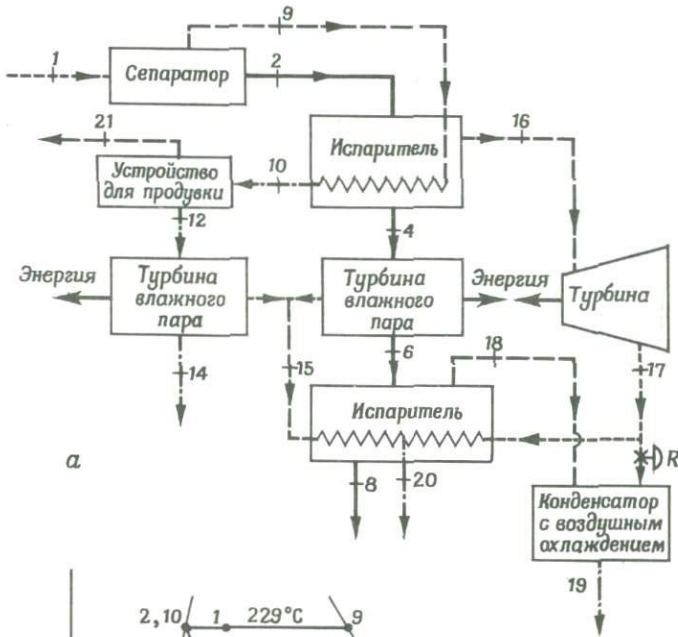 9
1
Сепаратор
2
21
Испаритель
16
Устройство
для продувки
10
12
4
Энергия
Турбина
влажного
пара
Турбина
влажного
пара
Энергия
Турбина
14
15
6
18
17
Испаритель
а
R
8
20
Конденсатор
с воздушным
охлаждением
19
2, 10
1
229°С
9